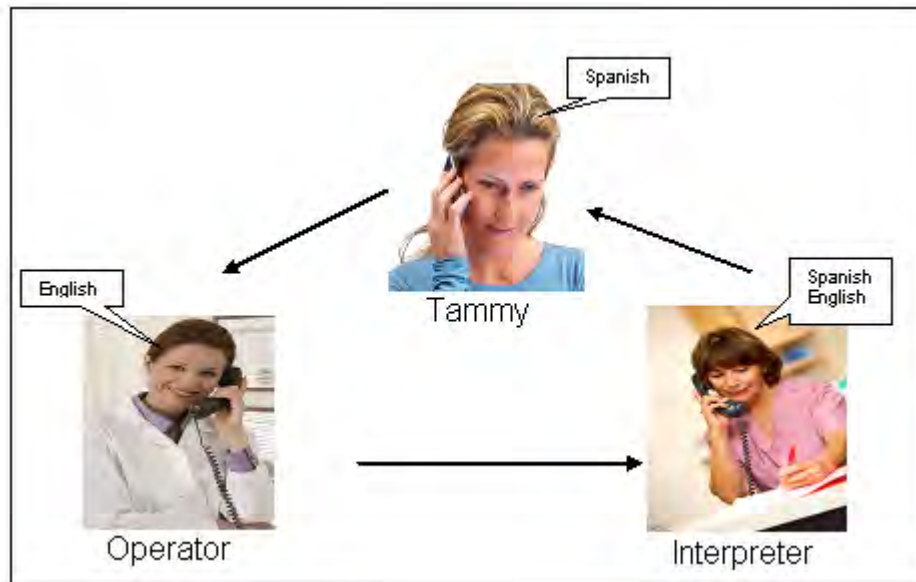 Spanish
Tammy
English
Spanish
English
Operator
Interpreter